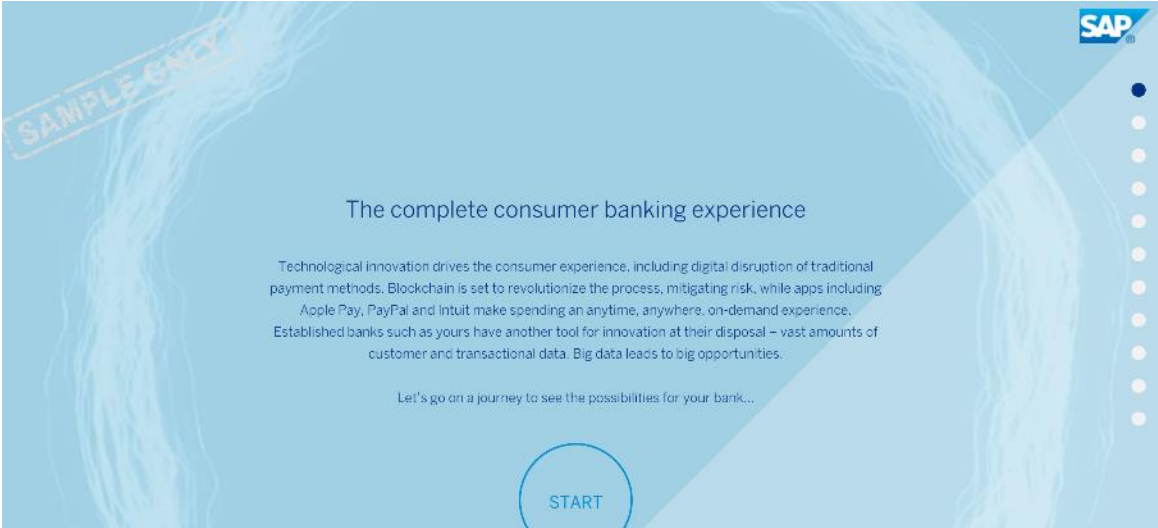 SAP
SAMPLE ONLY
The complete consumer banking experience
Technological innovation drives the consumer experience, including digital disruption of traditional
payment methods. Blockchain is set to revolutionize the process, mitigating risk, while apps including
Apple Pay, PayPal and Intuit make spending an anytime, anywhere, on-demand experience.
Established banks such as yours have another tool for innovation at their disposal – vast amounts of
customer and transactional data. Big data leads to big opportunities.
Let's go on a journey to see the possibilities for your bank...
START